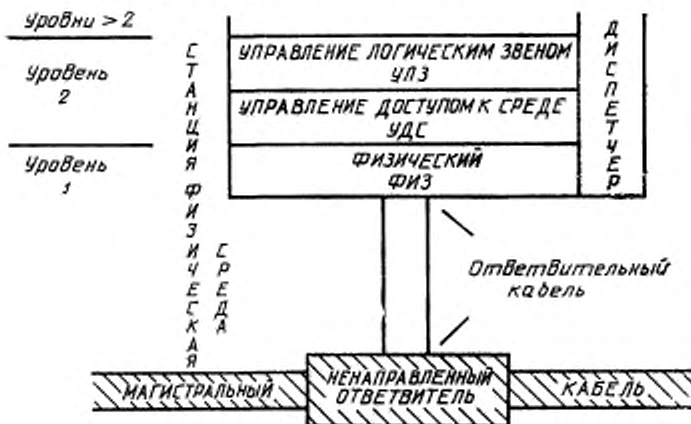 Уровни > 2
Уровень
2
Уровень
1
СТАНЦИЯ ФИЗИЧЕСКАЯ
СРЕДА
УПРАВЛЕНИЕ ЛОГИЧЕСКИМ ЗВЕНОМ
УЛЗ
УПРАВЛЕНИЕ ДОСТУПОМ К СРЕДЕ
УДС
ФИЗИЧЕСКИЙ
ФИЗ
ДИСПЕТЧЕР
Ответвительный
кабель
МАГИСТРАЛЬНЫЙ
НЕНАПРАВЛЕННЫЙ
ОТВЕТВИТЕЛЬ
КАБЕЛЬ